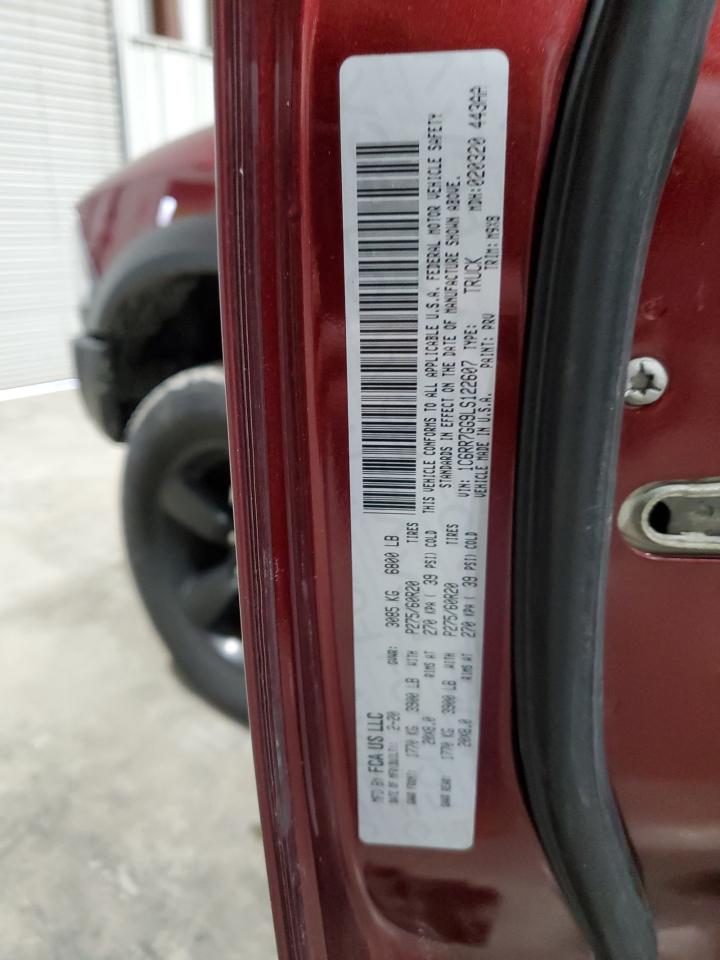 MFD BY FCA US LLC
DATE OF MFR(BUILT): 2-20 GVWR: 3085 KG 6800 LB
GAWR FRONT: 1770 KG 3900 LB WITH P275/60R20 TIRES
20X8.0 RIMS AT 270 KPA ( 39 PSI) COLD
GAWR REAR: 1770 KG 3900 LB WITH P275/60R20 TIRES
20X8.0 RIMS AT 270 KPA ( 39 PSI) COLD
THIS VEHICLE CONFORMS TO ALL APPLICABLE U.S.A. FEDERAL MOTOR VEHICLE SAFETY
STANDARDS IN EFFECT ON THE DATE OF MANUFACTURE SHOWN ABOVE.
VIN: 1C6RR7GG9LS122607 TYPE: TRUCK MDH:020320 443AA
VEHICLE MADE IN U.S.A. PAINT: PRV TRIM: M9X8